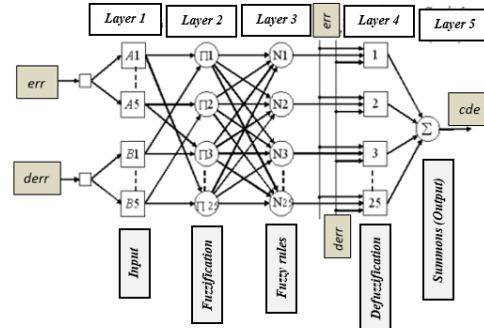 Layer 1
Layer 2
Layer 3
err
Layer 4
Layer 5
A1
Π1
N1
1
err
A5
Π2
N2
2
cde
Σ
B1
Π3
N3
3
derr
B5
Π25
N25
25
derr
Input
Fuzzification
Fuzzy rules
Defuzzification
Summons (Output)